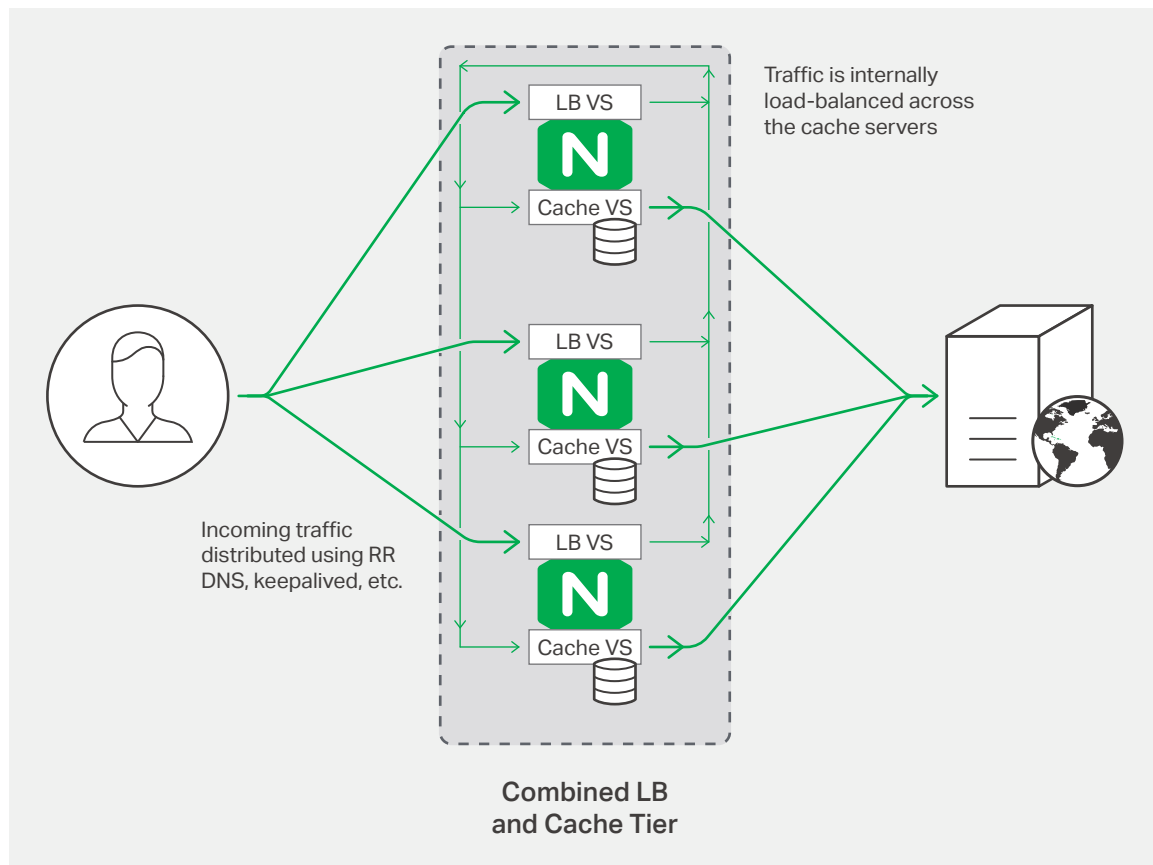 Traffic is internally
load-balanced across
the cache servers
LB VS
N
Cache VS
LB VS
N
Cache VS
Incoming traffic
distributed using RR
DNS, keepalived, etc.
LB VS
N
Cache VS
Combined LB
and Cache Tier